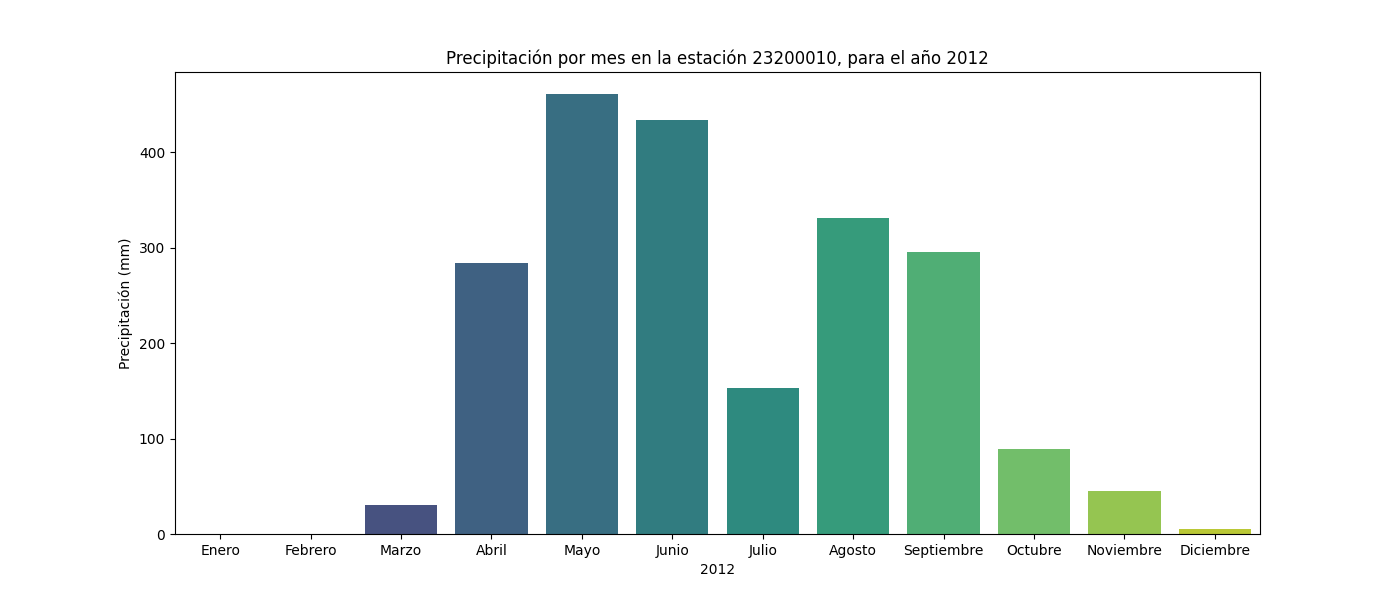 Precipitación por mes en la estación 23200010, para el año 2012
Precipitación (mm)
400
300
200
100
0
Enero Febrero Marzo Abril Mayo Junio Julio Agosto Septiembre Octubre Noviembre Diciembre
2012